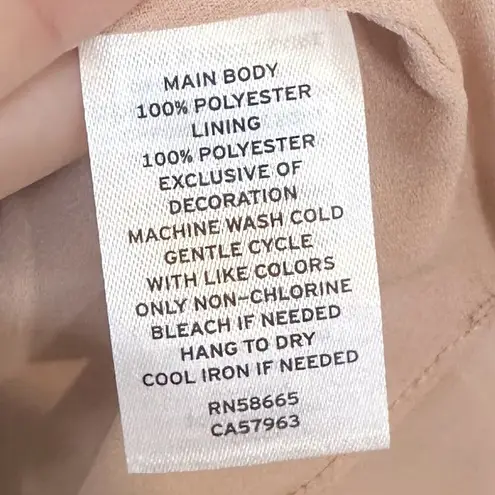 MAIN BODY
100% POLYESTER
LINING
100% POLYESTER
EXCLUSIVE OF
DECORATION
MACHINE WASH COLD
GENTLE CYCLE
WITH LIKE COLORS
ONLY NON-CHLORINE
BLEACH IF NEEDED
HANG TO DRY
COOL IRON IF NEEDED
RN58665
CA57963